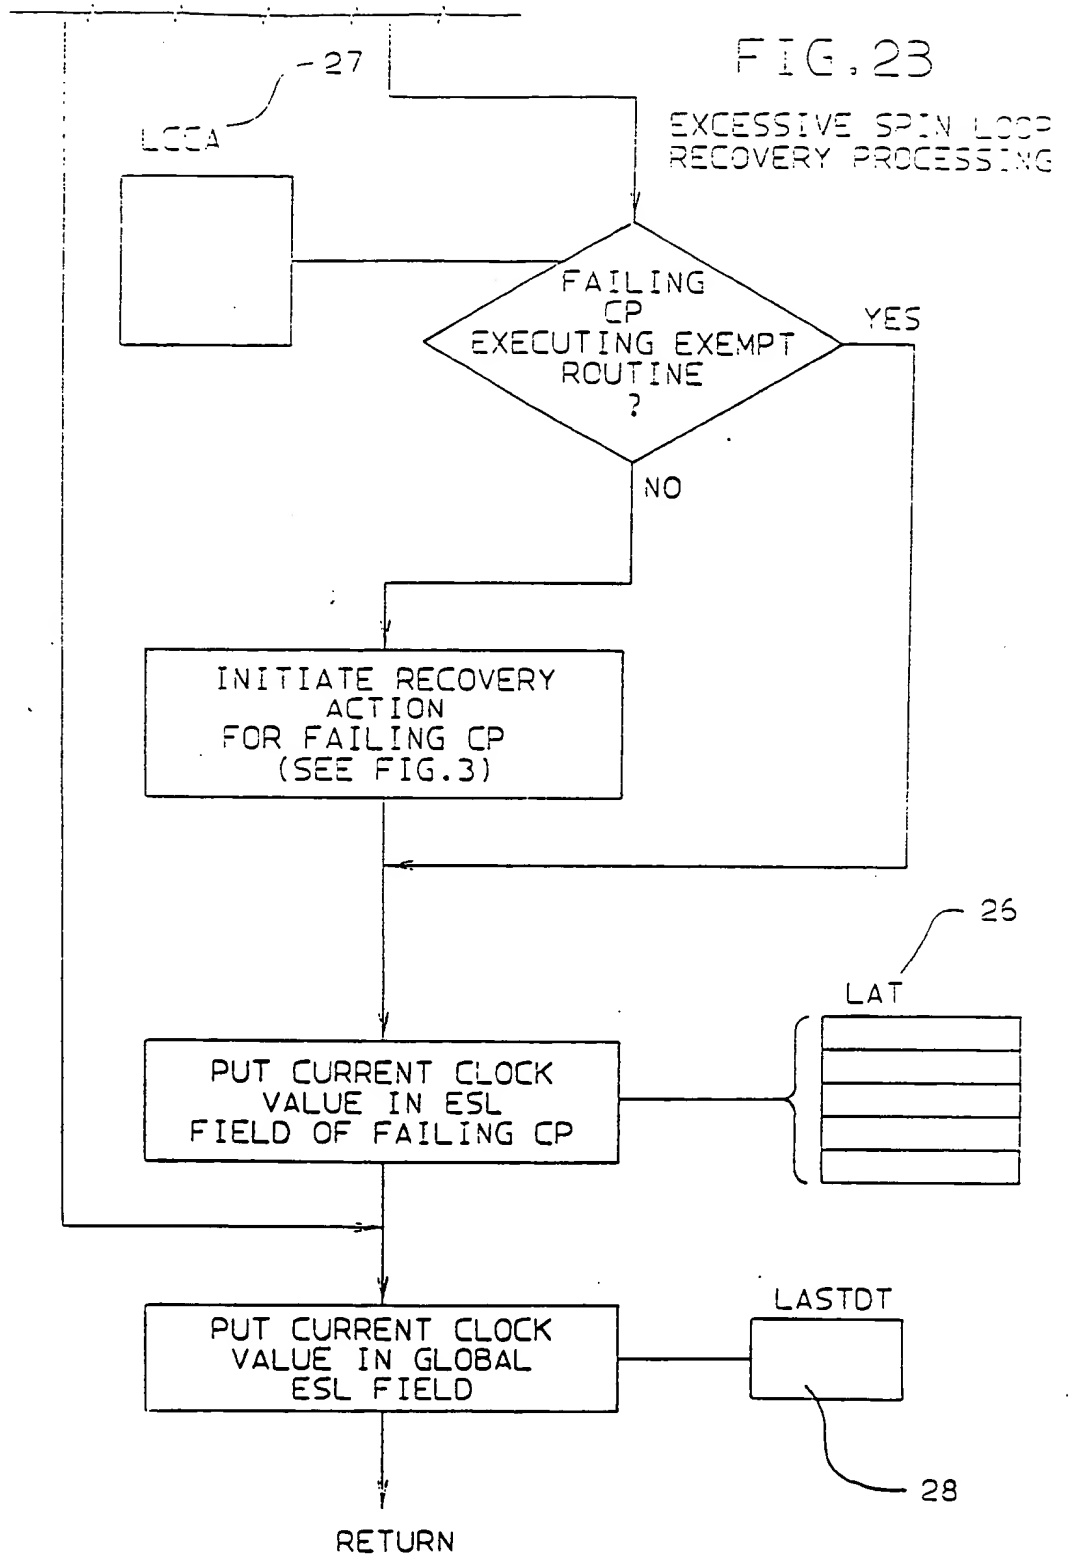 FIG.23
27
EXCESSIVE SPIN LOOP
RECOVERY PROCESSING
LCCA
FAILING
CP
EXECUTING EXEMPT
ROUTINE
?
YES
NO
INITIATE RECOVERY
ACTION
FOR FAILING CP
(SEE FIG.3)
26
LAT
PUT CURRENT CLOCK
VALUE IN ESL
FIELD OF FAILING CP
LASTDT
PUT CURRENT CLOCK
VALUE IN GLOBAL
ESL FIELD
28
RETURN